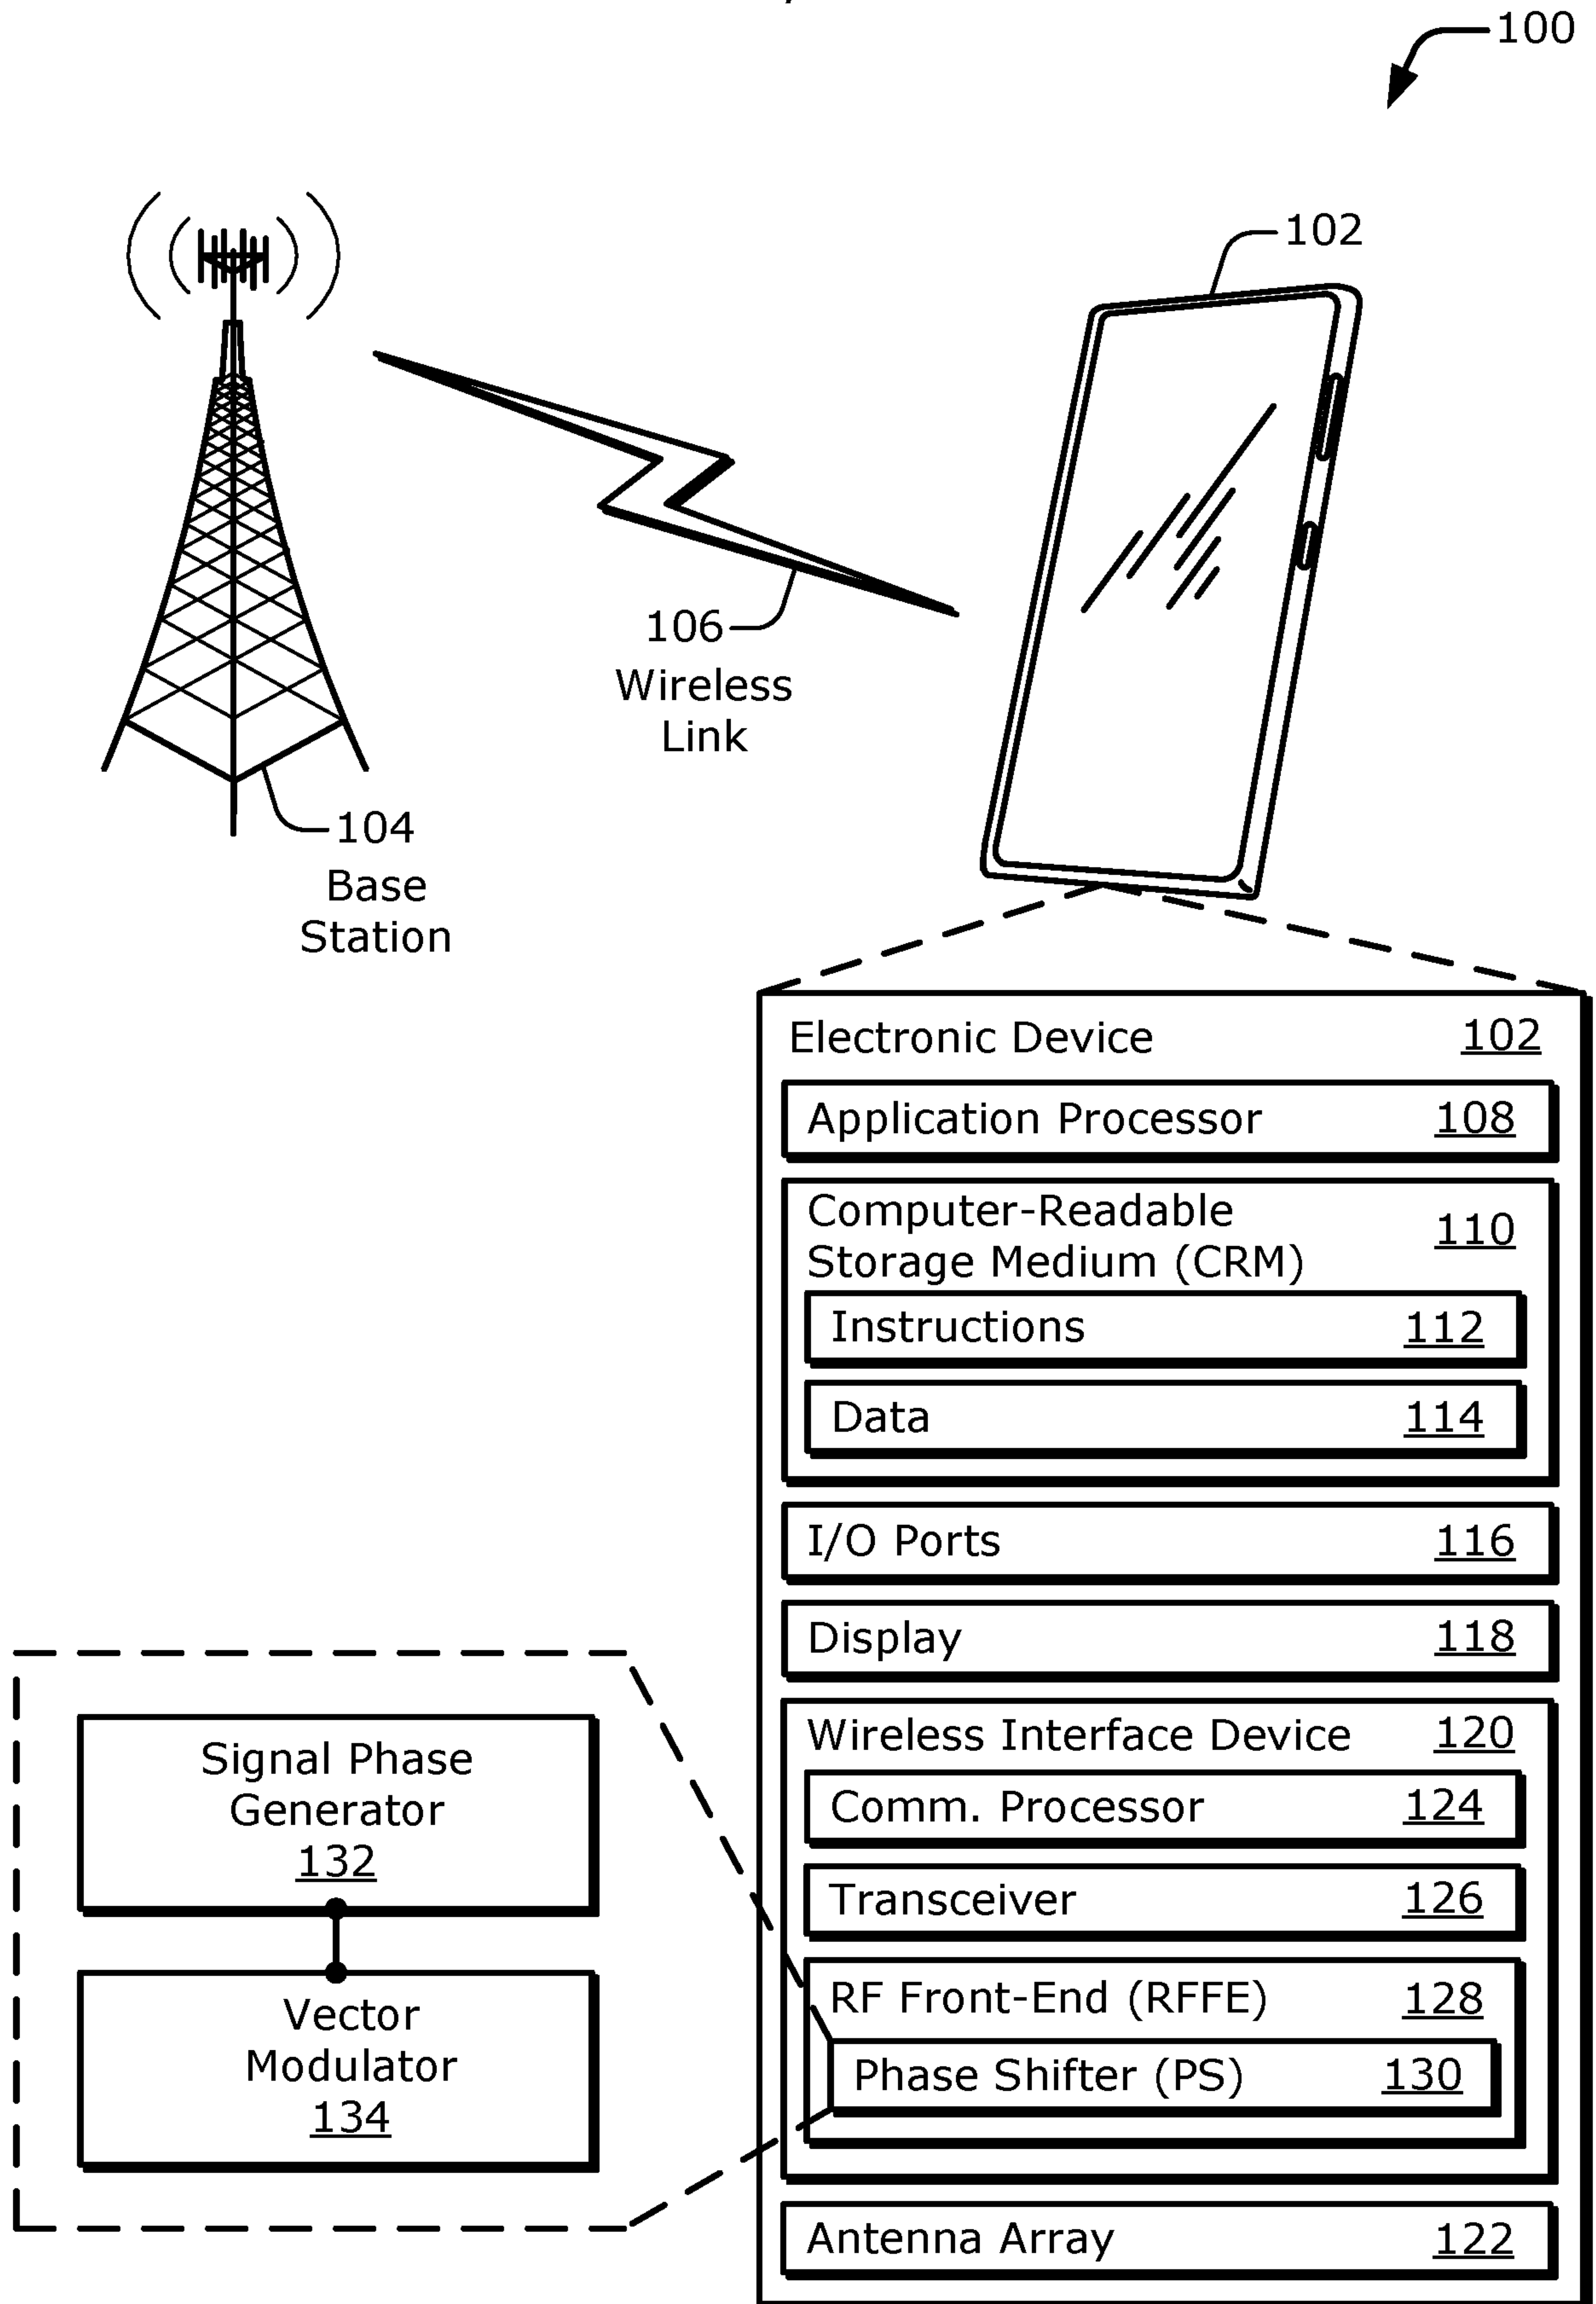 100
102
106
Wireless
Link
104
Base
Station
Electronic Device 102
Application Processor 108
Computer-Readable
Storage Medium (CRM) 110
Instructions 112
Data 114
I/O Ports 116
Display 118
Wireless Interface Device 120
Comm. Processor 124
Transceiver 126
RF Front-End (RFFE) 128
Phase Shifter (PS) 130
Antenna Array 122
Signal Phase
Generator
132
Vector
Modulator
134